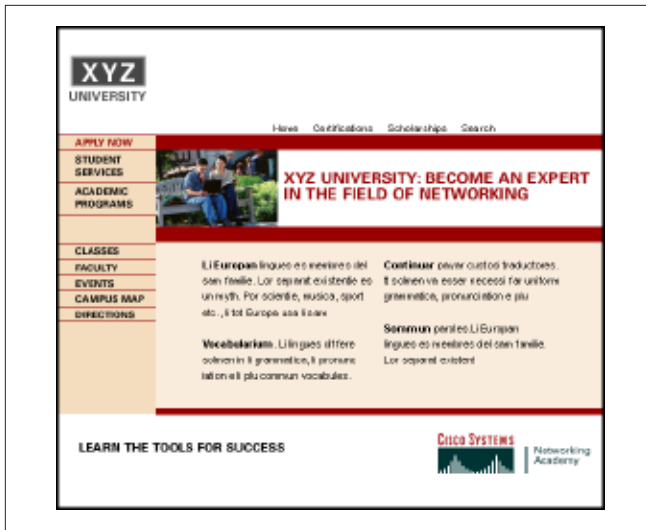 XYZ
UNIVERSITY
Home Certifications Scholarships Search
APPLY NOW
STUDENT
SERVICES
ACADEMIC
PROGRAMS
CLASSES
FACULTY
EVENTS
CAMPUS MAP
DIRECTIONS
XYZ UNIVERSITY: BECOME AN EXPERT
IN THE FIELD OF NETWORKING
Li Europan lingues es membres del
sam familie. Lor separat existentie es
un myth. Por scientie, musica, sport
etc., li tot Europa usa li sam
Vocabularium. Li lingues differe
solmen in li grammatica, li pronunc
iation e li plu commun vocabules.
Continuar payar custosi traductores.
It solmen va esser necessi far uniform
grammatica, pronunciation e plu
Sommun paroles. Li Europan
lingues es membres del sam familie.
Lor separat existent
LEARN THE TOOLS FOR SUCCESS
CISCO SYSTEMS
Networking
Academy